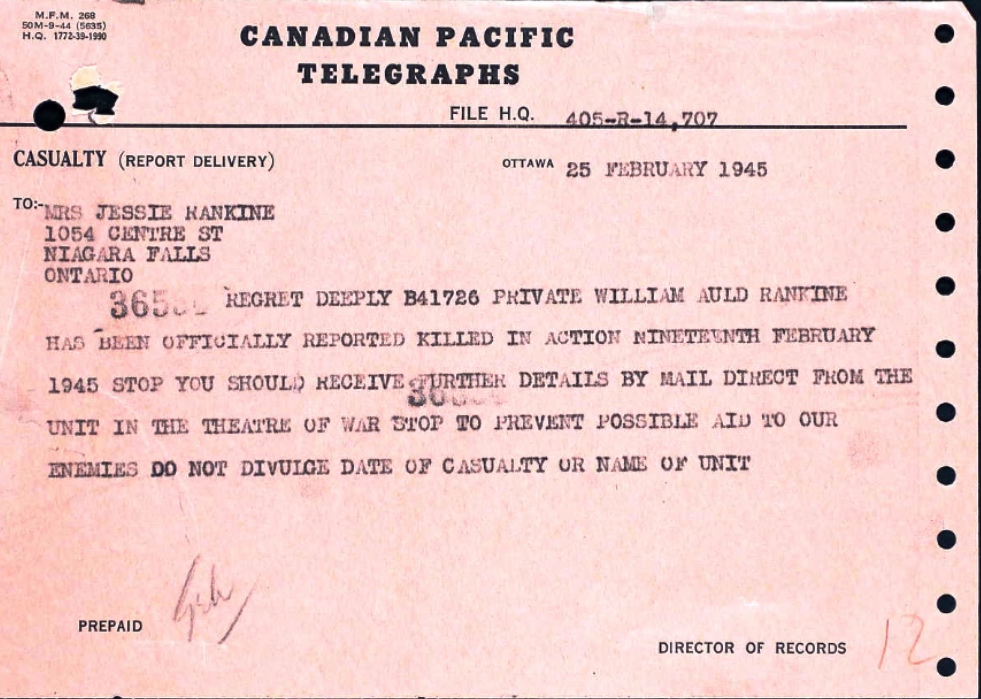 M.F.M. 268
50M-9-44 (5635)
H.Q. 1772-39-1990
CANADIAN PACIFIC
TELEGRAPHS
FILE H.Q. 405-R-14,707
CASUALTY (REPORT DELIVERY) OTTAWA 25 FEBRUARY 1945
TO:- MRS JESSIE RANKINE
1054 CENTRE ST
NIAGARA FALLS
ONTARIO
REGRET DEEPLY B41726 PRIVATE WILLIAM AULD RANKINE
HAS BEEN OFFICIALLY REPORTED KILLED IN ACTION NINETEENTH FEBRUARY
1945 STOP YOU SHOULD RECEIVE FURTHER DETAILS BY MAIL DIRECT FROM THE
UNIT IN THE THEATRE OF WAR STOP TO PREVENT POSSIBLE AID TO OUR
ENEMIES DO NOT DIVULGE DATE OF CASUALTY OR NAME OF UNIT
PREPAID
DIRECTOR OF RECORDS
12